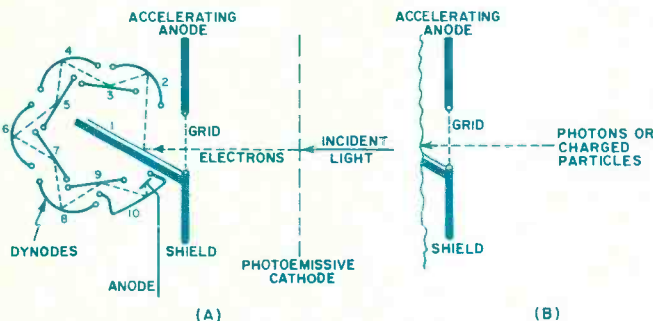 ACCELERATING
ANODE
4
2
3
5
6
1
GRID
ELECTRONS
INCIDENT
LIGHT
7
9
8
10
DYNODES
ANODE
SHIELD
PHOTOEMISSIVE
CATHODE
(A)
ACCELERATING
ANODE
GRID
PHOTONS OR
CHARGED
PARTICLES
SHIELD
(B)